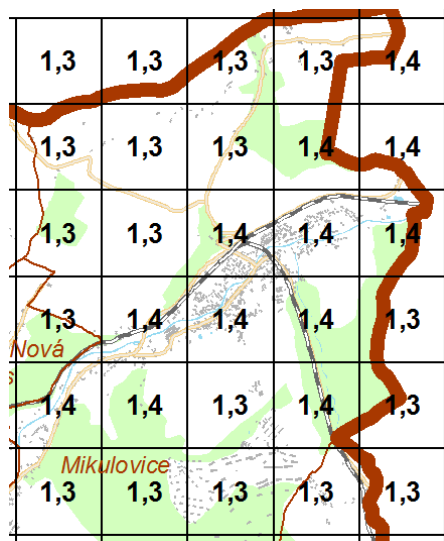 1,3 1,3 1,3 1,3 1,4
1,3 1,3 1,3 1,4 1,4
1,3 1,3 1,4 1,4 1,4
1,3 1,4 1,4 1,4 1,3
Nová
s
1,4 1,4 1,3 1,4 1,3
Mikulovice
1,3 1,3 1,3 1,3 1,3